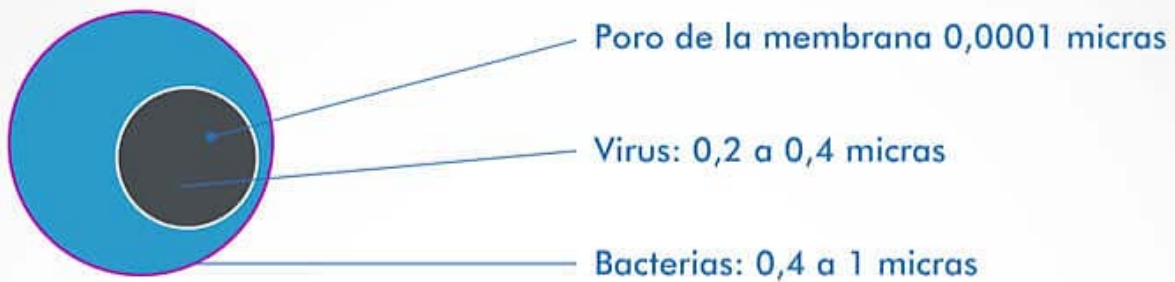 Poro de la membrana 0,0001 micras
Virus: 0,2 a 0,4 micras
Bacterias: 0,4 a 1 micras